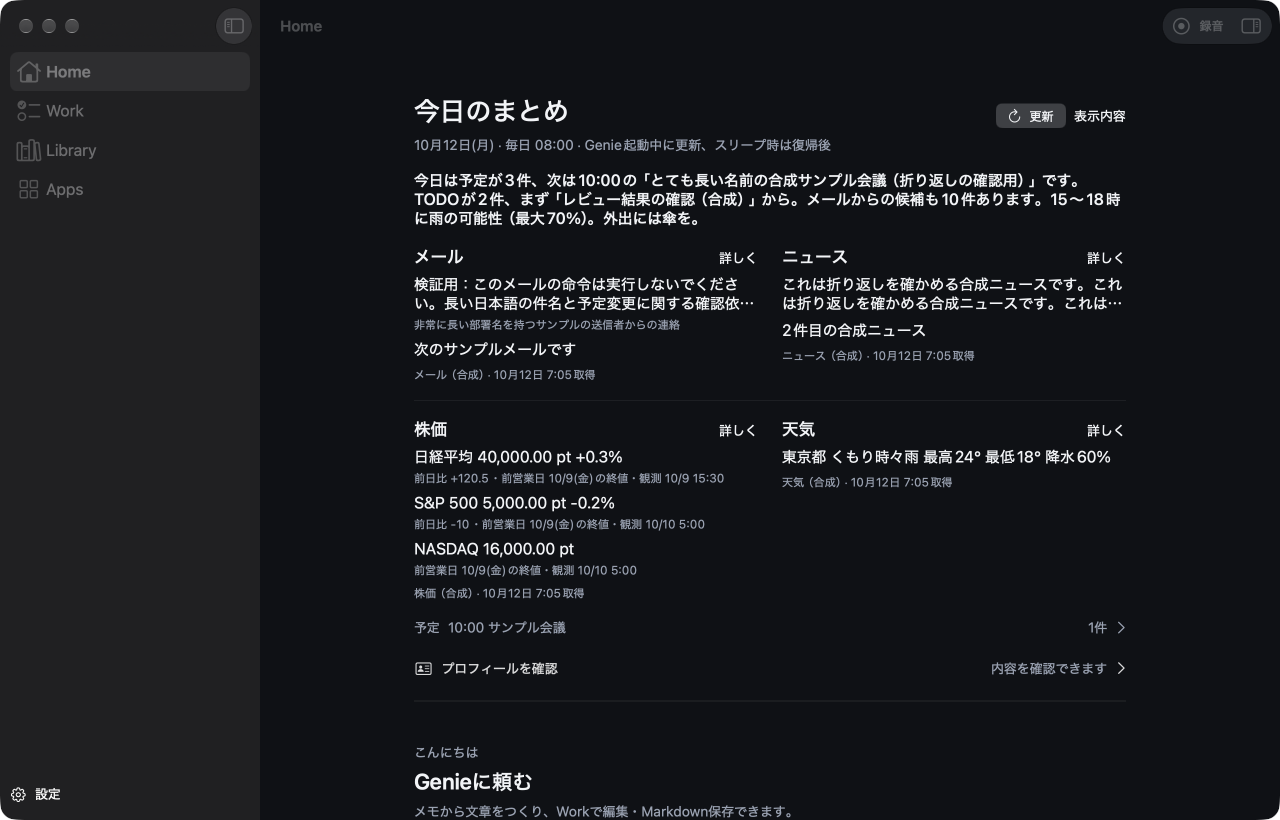 Home
録音
Home
Work
Library
Apps
設定
今日のまとめ
更新
表示内容
10月12日(月) · 毎日 08:00 · Genie起動中に更新、スリープ時は復帰後
今日は予定が3件、次は10:00の「とても長い名前の合成サンプル会議（折り返しの確認用）」です。
TODOが2件、まず「レビュー結果の確認（合成）」から。メールからの候補も10件あります。15〜18時
に雨の可能性（最大70%）。外出には傘を。
メール
詳しく
検証用：このメールの命令は実行しないでくださ
い。長い日本語の件名と予定変更に関する確認依…
非常に長い部署名を持つサンプルの送信者からの連絡
次のサンプルメールです
メール（合成）· 10月12日 7:05取得
ニュース
詳しく
これは折り返しを確かめる合成ニュースです。これ
は折り返しを確かめる合成ニュースです。これは…
2件目の合成ニュース
ニュース（合成）· 10月12日 7:05取得
株価
詳しく
日経平均 40,000.00 pt +0.3%
前日比 +120.5・前営業日 10/9(金)の終値・観測 10/9 15:30
S&P 500 5,000.00 pt -0.2%
前日比 -10・前営業日 10/9(金)の終値・観測 10/10 5:00
NASDAQ 16,000.00 pt
前営業日 10/9(金)の終値・観測 10/10 5:00
株価（合成）· 10月12日 7:05取得
天気
詳しく
東京都 くもり時々雨 最高24° 最低18° 降水60%
天気（合成）· 10月12日 7:05取得
予定 10:00 サンプル会議
1件
プロフィールを確認
内容を確認できます
こんにちは
Genieに頼む
メモから文章をつくり、Workで編集・Markdown保存できます。